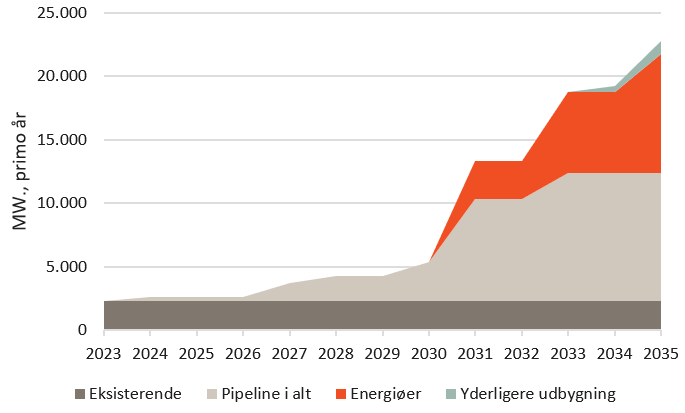 MW., primo år
25.000
20.000
15.000
10.000
5.000
0
2023 2024 2025 2026 2027 2028 2029 2030 2031 2032 2033 2034 2035
Eksisterende Pipeline i alt Energiøer Yderligere udbygning